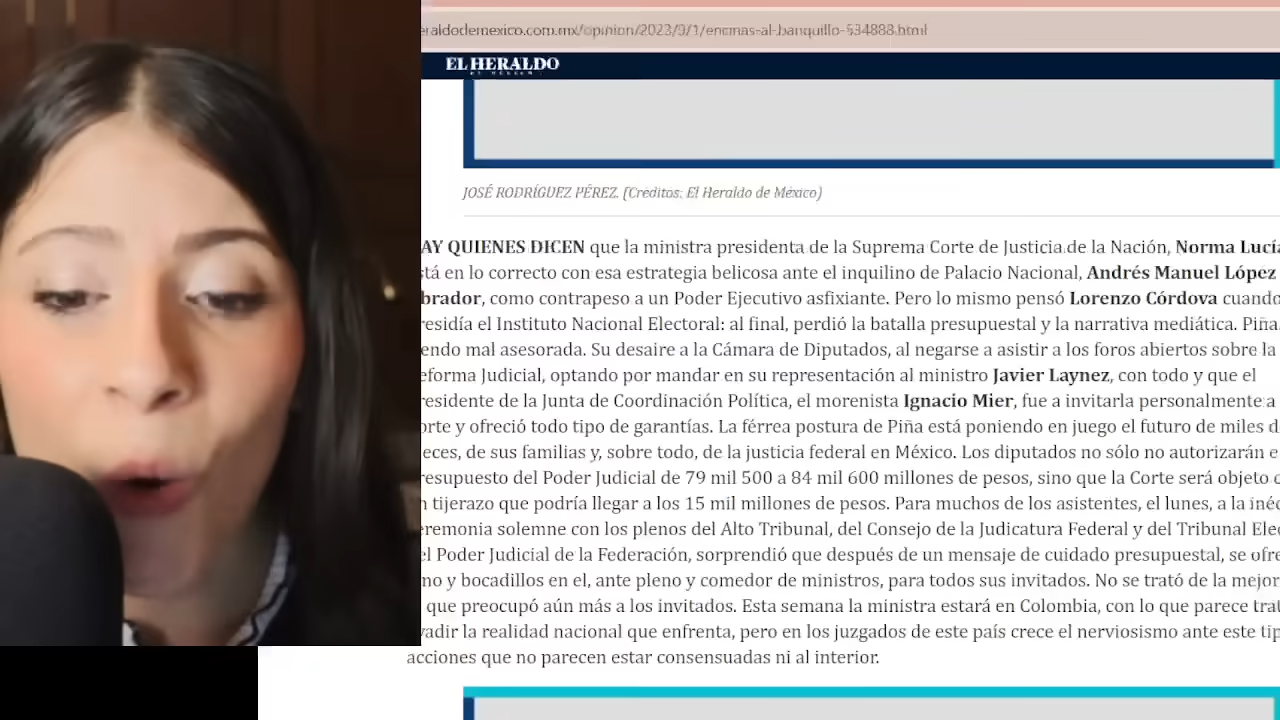 eraldodemexico.com.mx/opinion/2023/9/1/encinas-al-banquillo-534888.html
EL HERALDO
DE MÉXICO
JOSÉ RODRÍGUEZ PÉREZ. (Créditos: El Heraldo de México)
AY QUIENES DICEN que la ministra presidenta de la Suprema Corte de Justicia de la Nación, Norma Lucía
tá en lo correcto con esa estrategia belicosa ante el inquilino de Palacio Nacional, Andrés Manuel López
brador, como contrapeso a un Poder Ejecutivo asfixiante. Pero lo mismo pensó Lorenzo Córdova cuando
residía el Instituto Nacional Electoral: al final, perdió la batalla presupuestal y la narrativa mediática. Piña
endo mal asesorada. Su desaire a la Cámara de Diputados, al negarse a asistir a los foros abiertos sobre la
eforma Judicial, optando por mandar en su representación al ministro Javier Laynez, con todo y que el
residente de la Junta de Coordinación Política, el morenista Ignacio Mier, fue a invitarla personalmente a
orte y ofreció todo tipo de garantías. La férrea postura de Piña está poniendo en juego el futuro de miles d
eces, de sus familias y, sobre todo, de la justicia federal en México. Los diputados no sólo no autorizarán e
resupuesto del Poder Judicial de 79 mil 500 a 84 mil 600 millones de pesos, sino que la Corte será objeto
n tijerazo que podría llegar a los 15 mil millones de pesos. Para muchos de los asistentes, el lunes, a la iné
eremonia solemne con los plenos del Alto Tribunal, del Consejo de la Judicatura Federal y del Tribunal Ele
el Poder Judicial de la Federación, sorprendió que después de un mensaje de cuidado presupuestal, se ofre
no y bocadillos en el, ante pleno y comedor de ministros, para todos sus invitados. No se trató de la mejor
que preocupó aún más a los invitados. Esta semana la ministra estará en Colombia, con lo que parece trat
vadir la realidad nacional que enfrenta, pero en los juzgados de este país crece el nerviosismo ante este tip
acciones que no parecen estar consensuadas ni al interior.